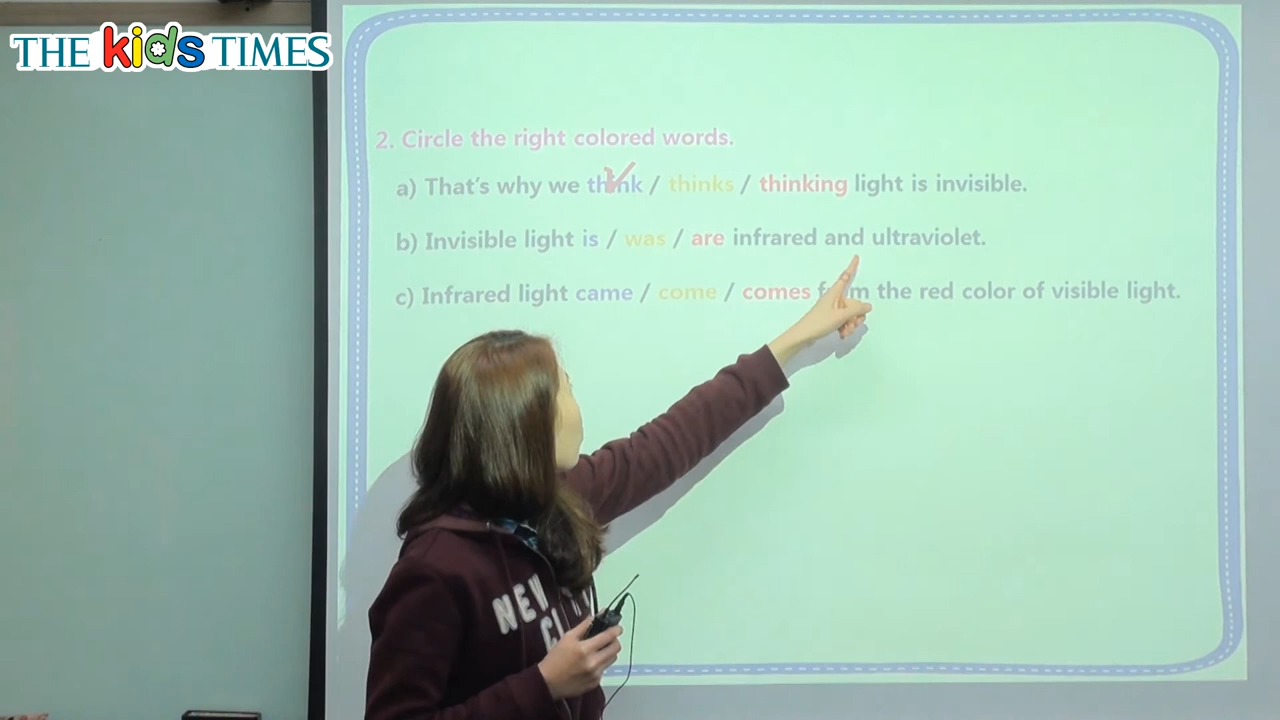 THE kids TIMES
2. Circle the right colored words.
a) That's why we think / thinks / thinking light is invisible.
b) Invisible light is / was / are infrared and ultraviolet.
c) Infrared light came / come / comes from the red color of visible light.
NEW